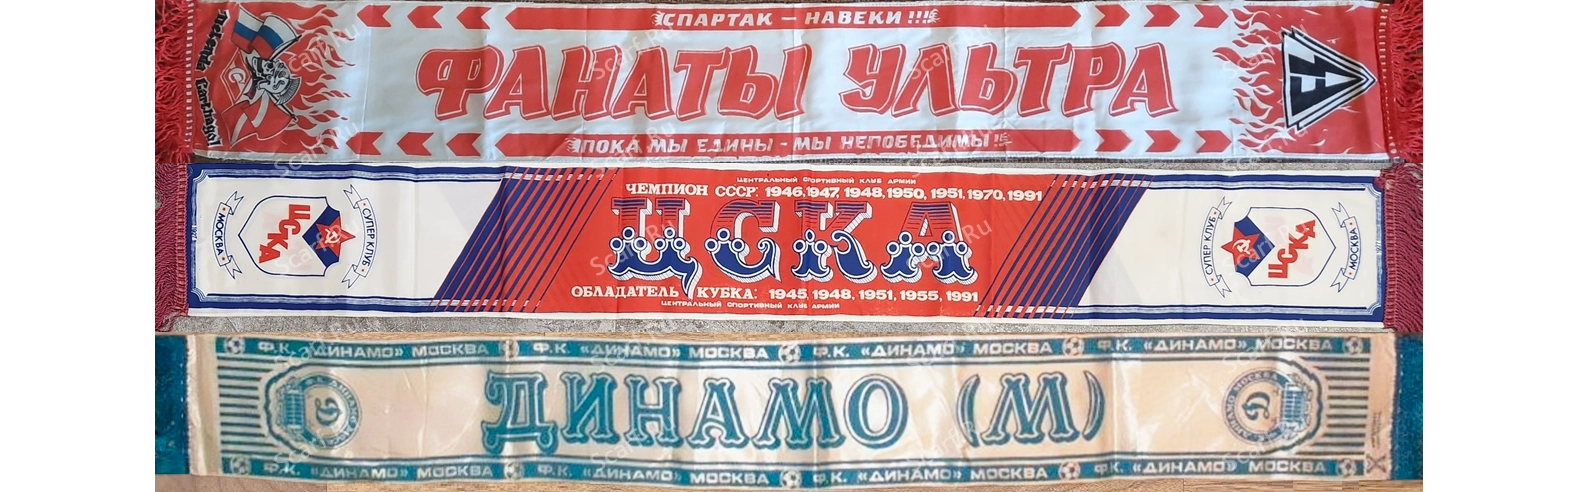 СПАРТАК – НАВЕКИ !!!
ФАНАТЫ УЛЬТРА
ПОКА МЫ ЕДИНЫ - МЫ НЕПОБЕДИМЫ!!
ЦЕНТРАЛЬНЫЙ СПОРТИВНЫЙ КЛУБ АРМИИ
ЧЕМПИОН СССР: 1946, 1947, 1948, 1950, 1951, 1970, 1991
СУПЕР КЛУБ
ЦСКА
МОСКВА
ЦСКА
СУПЕР КЛУБ
ЦСКА
МОСКВА
ОБЛАДАТЕЛЬ КУБКА: 1945, 1948, 1951, 1955, 1991
ЦЕНТРАЛЬНЫЙ СПОРТИВНЫЙ КЛУБ АРМИИ
Ф.К. «ДИНАМО» МОСКВА Ф.К. «ДИНАМО» МОСКВА Ф.К. «ДИНАМО» МОСКВА Ф.К. «ДИНАМО» МОСКВА
Д
ДИНАМО (М)
Д
Ф.К. «ДИНАМО» МОСКВА Ф.К. «ДИНАМО» МОСКВА Ф.К. «ДИНАМО» МОСКВА Ф.К. «ДИНАМО» МОСКВА
Scarf.Ru